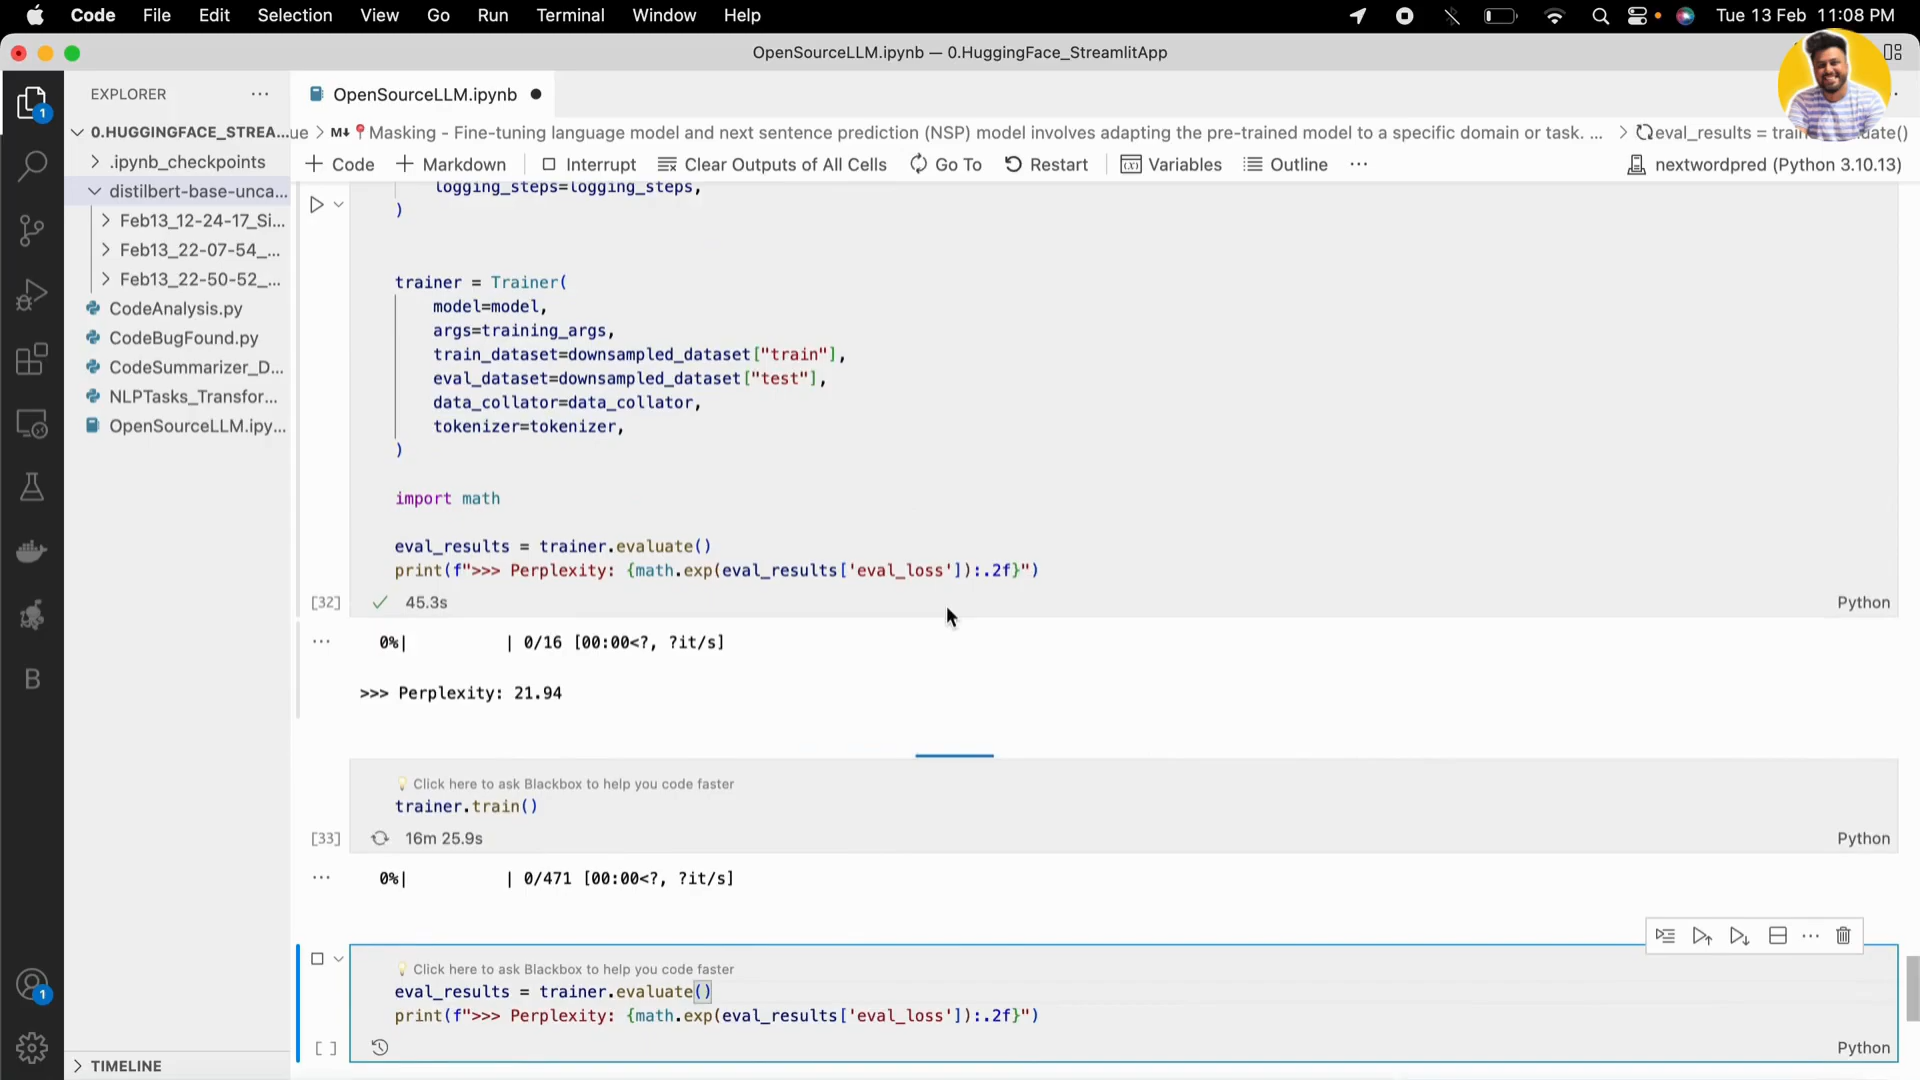 Code File Edit Selection View Go Run Terminal Window Help Tue 13 Feb 11:08 PM
OpenSourceLLM.ipynb — 0.HuggingFace_StreamlitApp
EXPLORER ...
OpenSourceLLM.ipynb
0.HUGGINGFACE_STREA...
ue > M↓ 📍Masking - Fine-tuning language model and next sentence prediction (NSP) model involves adapting the pre-trained model to a specific domain or task. ... > eval_results = train
ate()
+ Code + Markdown Interrupt Clear Outputs of All Cells Go To Restart Variables Outline ... nextwordpred (Python 3.10.13)
.ipynb_checkpoints
distilbert-base-unca...
Feb13_12-24-17_Si...
Feb13_22-07-54_...
Feb13_22-50-52_...
CodeAnalysis.py
CodeBugFound.py
CodeSummarizer_D...
NLPTasks_Transfor...
OpenSourceLLM.ipy...
TIMELINE
1
B
1
logging_steps=logging_steps,
)
trainer = Trainer(
model=model,
args=training_args,
train_dataset=downsampled_dataset["train"],
eval_dataset=downsampled_dataset["test"],
data_collator=data_collator,
tokenizer=tokenizer,
)
import math
eval_results = trainer.evaluate()
print(f">>> Perplexity: {math.exp(eval_results['eval_loss']):.2f}")
[32] ✓ 45.3s Python
... 0%| | 0/16 [00:00<?, ?it/s]
>>> Perplexity: 21.94
💡 Click here to ask Blackbox to help you code faster
trainer.train()
[33] 16m 25.9s Python
... 0%| | 0/471 [00:00<?, ?it/s]
💡 Click here to ask Blackbox to help you code faster
eval_results = trainer.evaluate()
print(f">>> Perplexity: {math.exp(eval_results['eval_loss']):.2f}")
[ ] Python